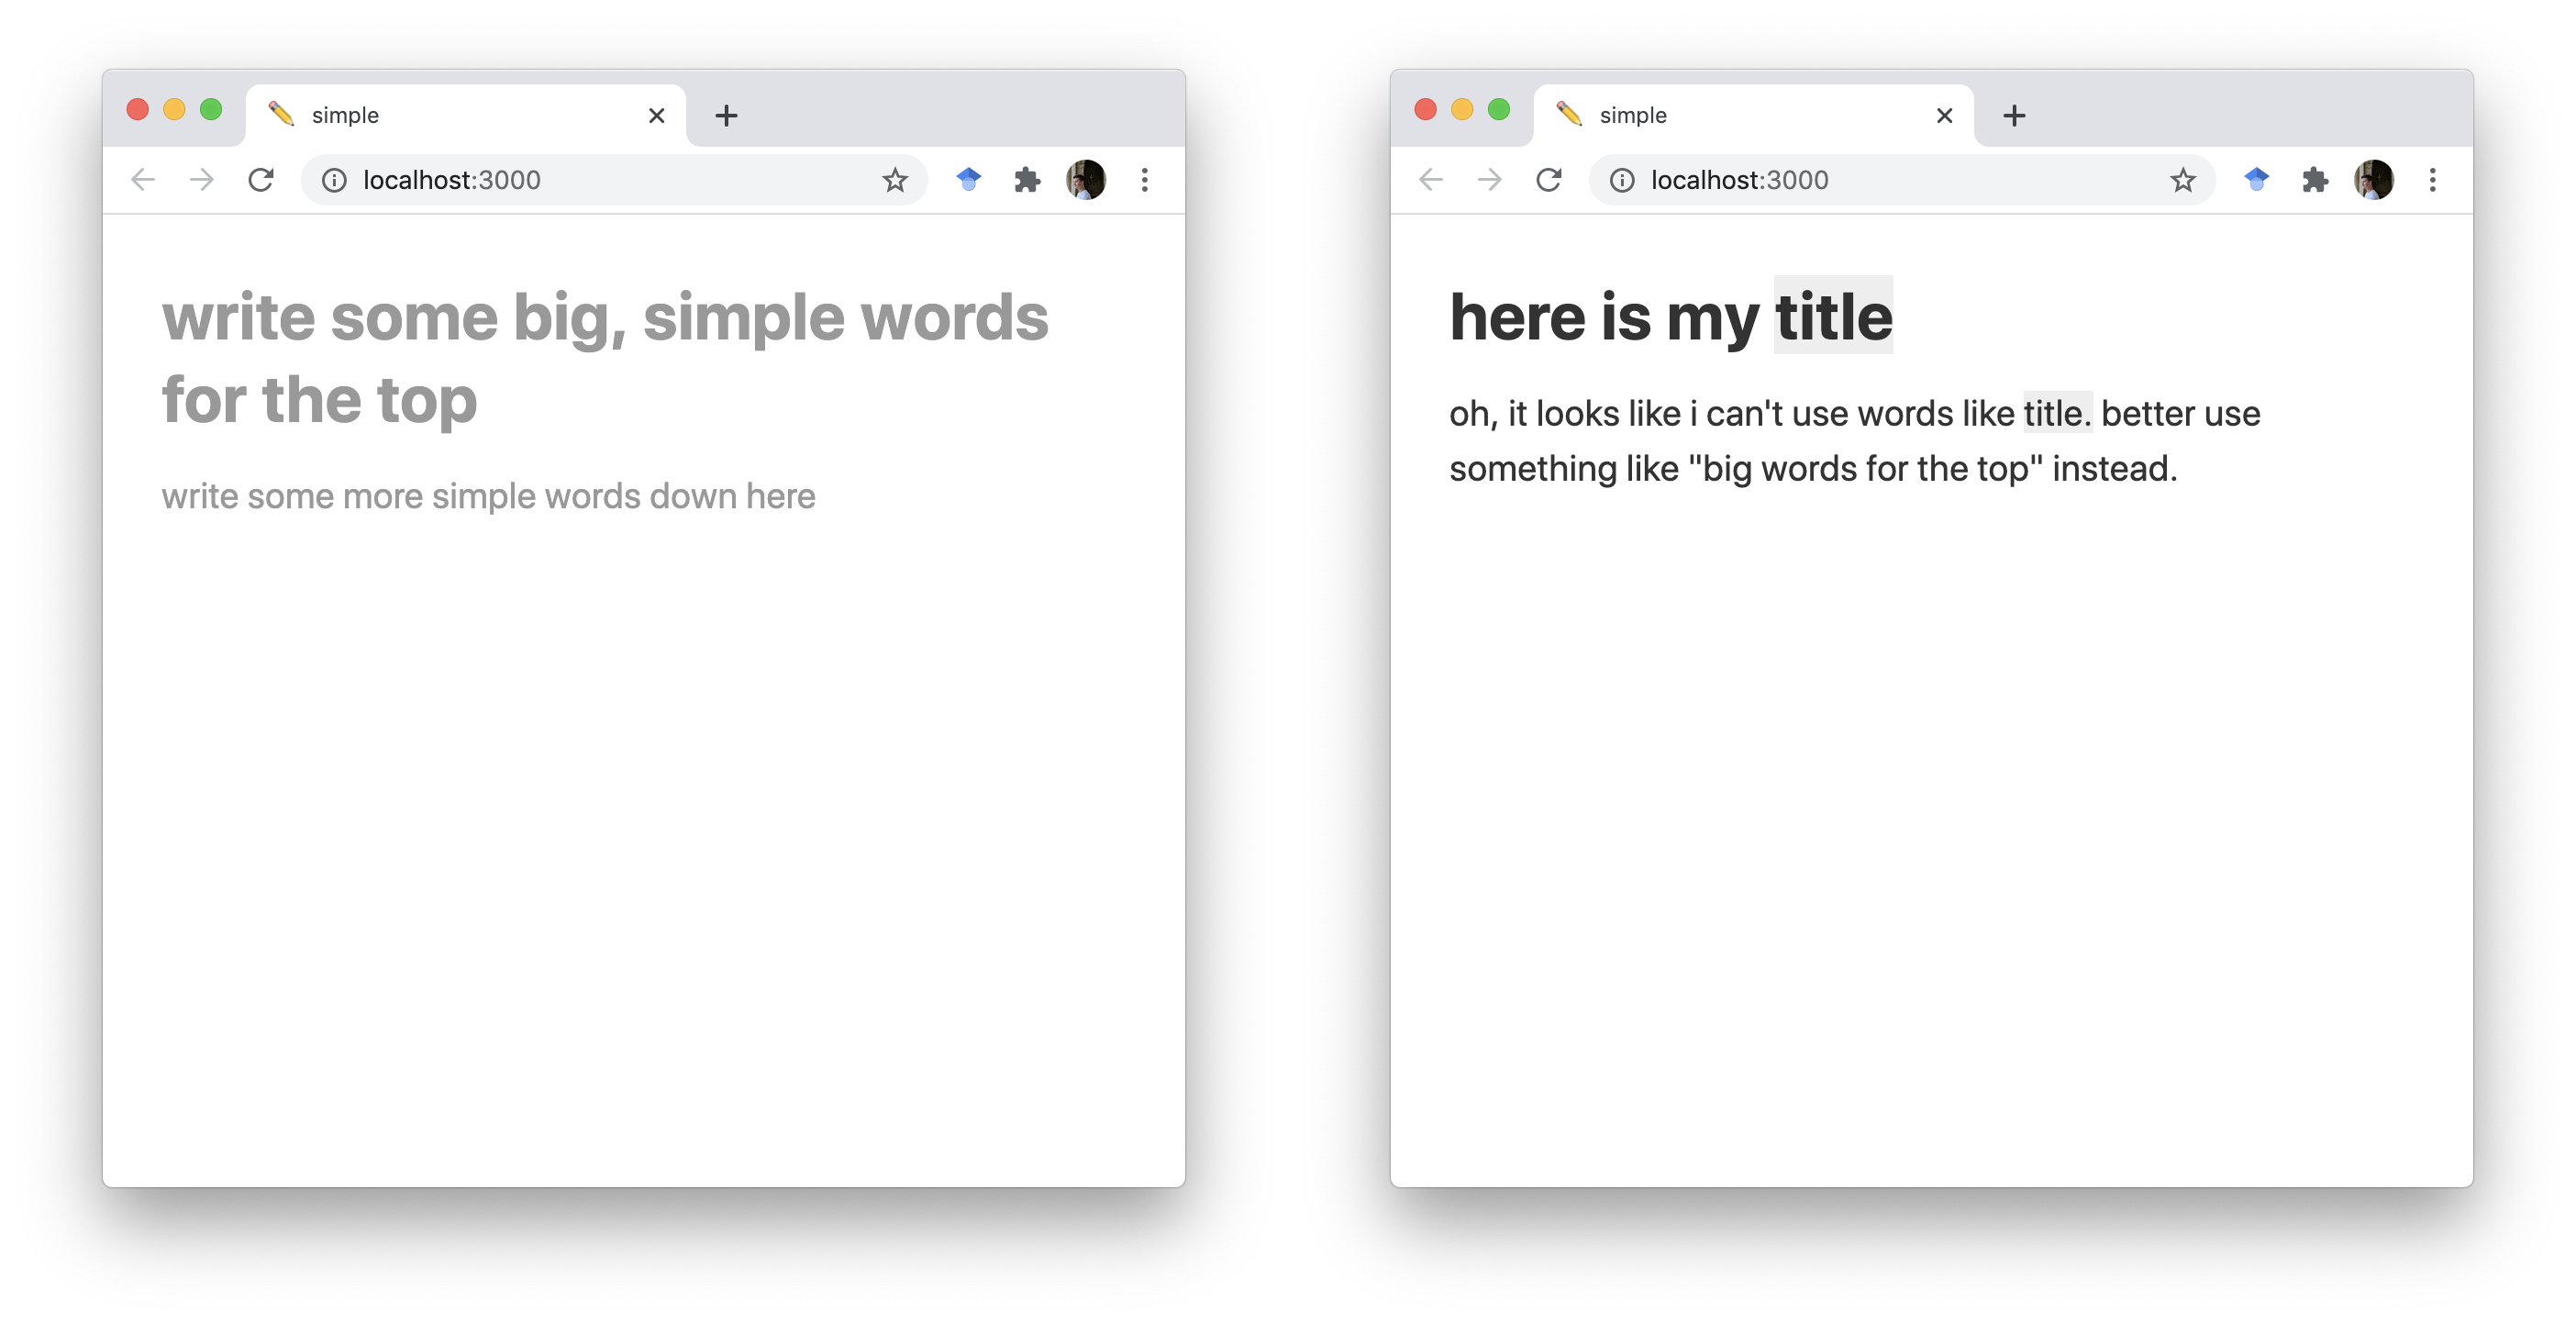 simple
localhost:3000
write some big, simple words
for the top
write some more simple words down here
simple
localhost:3000
here is my title
oh, it looks like i can't use words like title. better use
something like "big words for the top" instead.